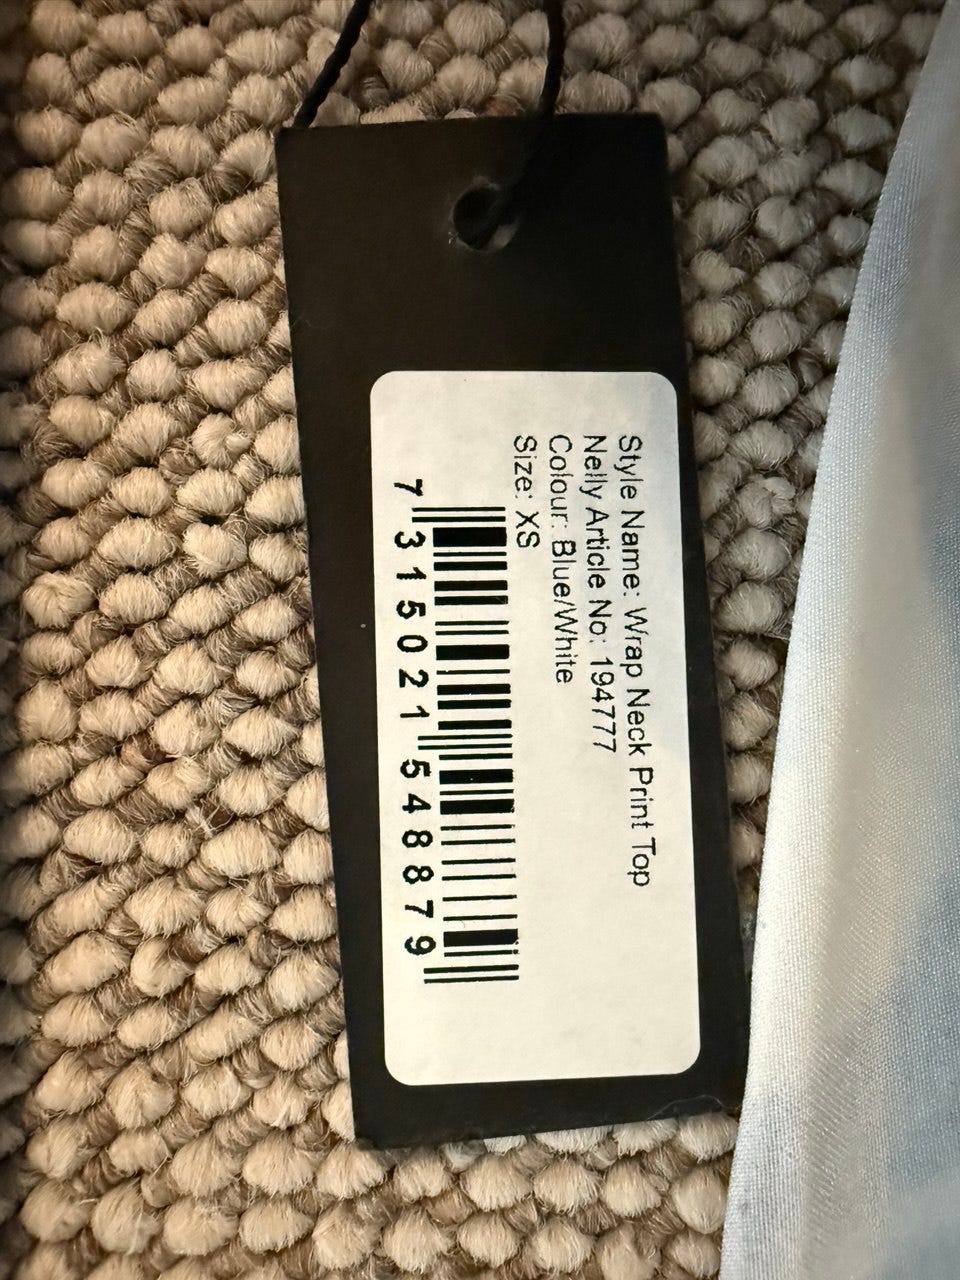 Style Name: Wrap Neck Print Top
Nelly Article No: 194777
Colour: Blue/White
Size: XS
7 315021 548879